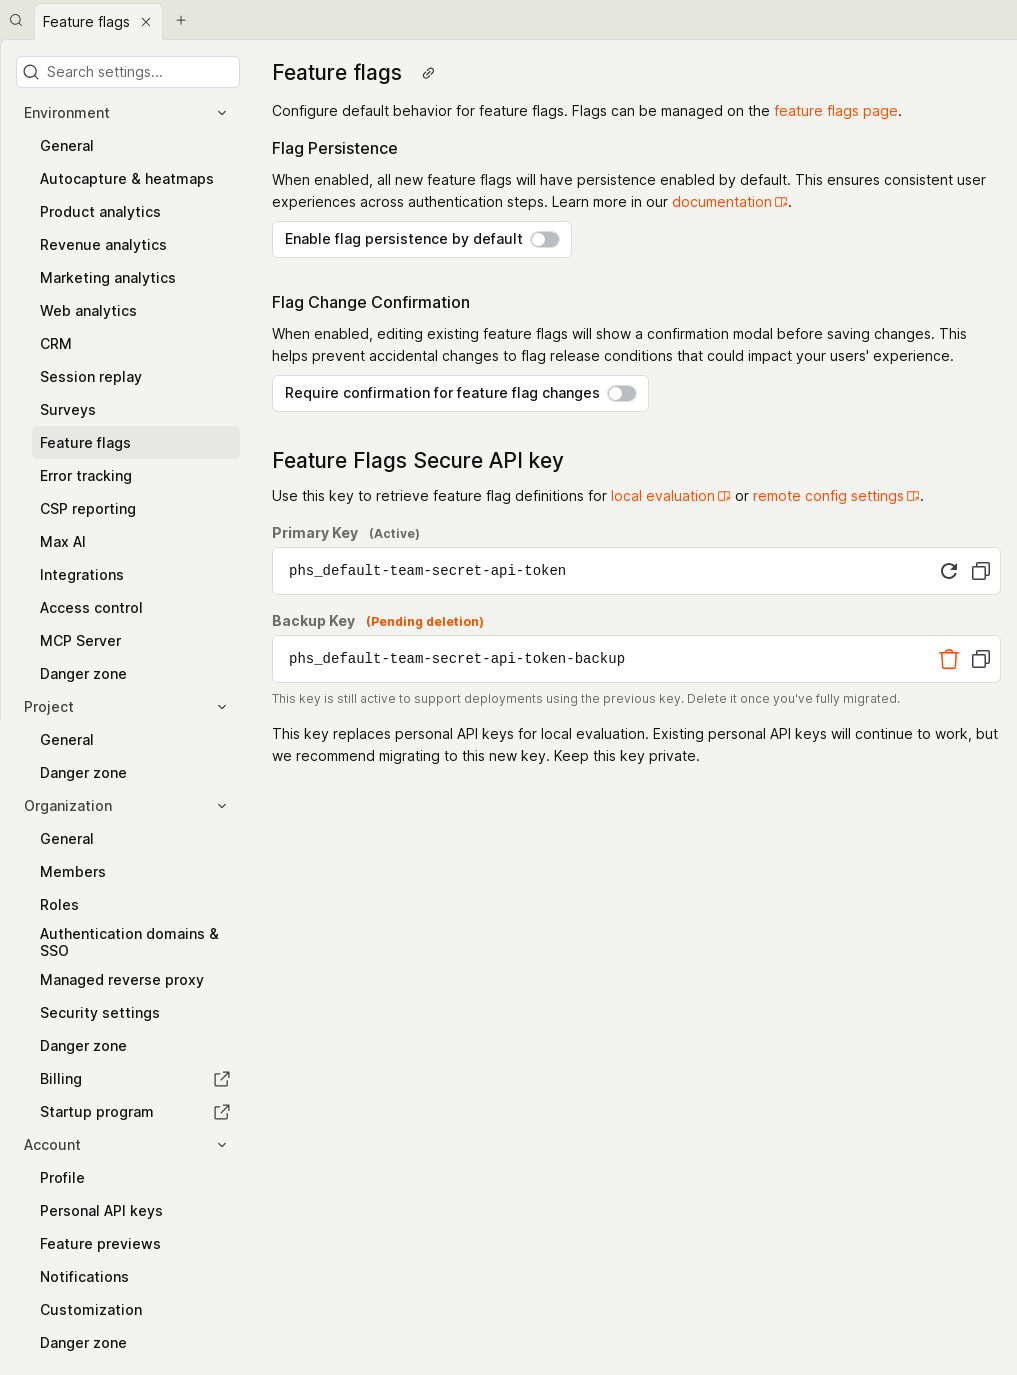 Feature flags
Search settings...
Environment
General
Autocapture & heatmaps
Product analytics
Revenue analytics
Marketing analytics
Web analytics
CRM
Session replay
Surveys
Feature flags
Error tracking
CSP reporting
Max AI
Integrations
Access control
MCP Server
Danger zone
Project
General
Danger zone
Organization
General
Members
Roles
Authentication domains &
SSO
Managed reverse proxy
Security settings
Danger zone
Billing
Startup program
Account
Profile
Personal API keys
Feature previews
Notifications
Customization
Danger zone
Feature flags
Configure default behavior for feature flags. Flags can be managed on the feature flags page.
Flag Persistence
When enabled, all new feature flags will have persistence enabled by default. This ensures consistent user
experiences across authentication steps. Learn more in our documentation.
Enable flag persistence by default
Flag Change Confirmation
When enabled, editing existing feature flags will show a confirmation modal before saving changes. This
helps prevent accidental changes to flag release conditions that could impact your users' experience.
Require confirmation for feature flag changes
Feature Flags Secure API key
Use this key to retrieve feature flag definitions for local evaluation or remote config settings.
Primary Key (Active)
phs_default-team-secret-api-token
Backup Key (Pending deletion)
phs_default-team-secret-api-token-backup
This key is still active to support deployments using the previous key. Delete it once you've fully migrated.
This key replaces personal API keys for local evaluation. Existing personal API keys will continue to work, but
we recommend migrating to this new key. Keep this key private.